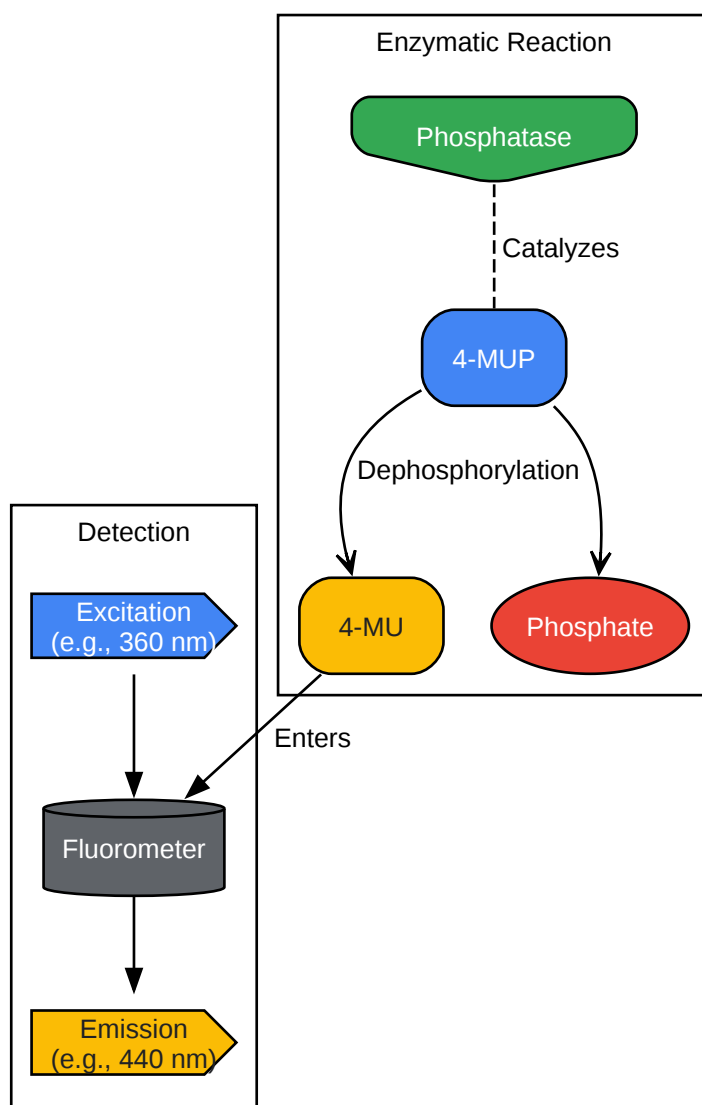 Enzymatic Reaction
Phosphatase
Catalyzes
4-MUP
Dephosphorylation
4-MU
Phosphate
Enters
Detection
Excitation
(e.g., 360 nm)
Fluorometer
Emission
(e.g., 440 nm)